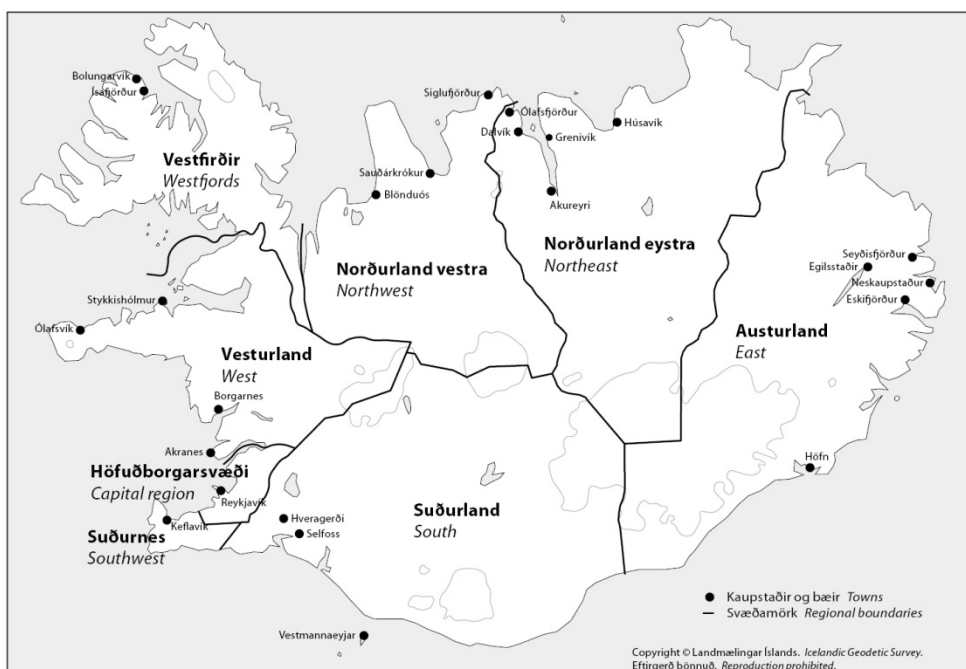 Bolungarvík
Ísafjörður
Siglufjörður
Ólafsfjörður
Dalvík
Grenivík
Húsavík
Vestfirðir
Westfjords
Sauðárkrókur
Blönduós
Akureyri
Norðurland vestra
Northwest
Norðurland eystra
Northeast
Seyðisfjörður
Egilsstaðir
Neskaupstaður
Eskifjörður
Stykkishólmur
Ólafsvík
Vesturland
West
Austurland
East
Borgarnes
Akranes
Höfuðborgarsvæði
Capital region
Reykjavík
Höfn
Suðurland
South
Keflavík
Suðurnes
Southwest
Hveragerði
Selfoss
Vestmannaeyjar
Kaupstaðir og bæir Towns
Svæðamörk Regional boundaries
Copyright © Landmælingar Íslands. Icelandic Geodetic Survey.
Eftirgerð bönnuð. Reproduction prohibited.